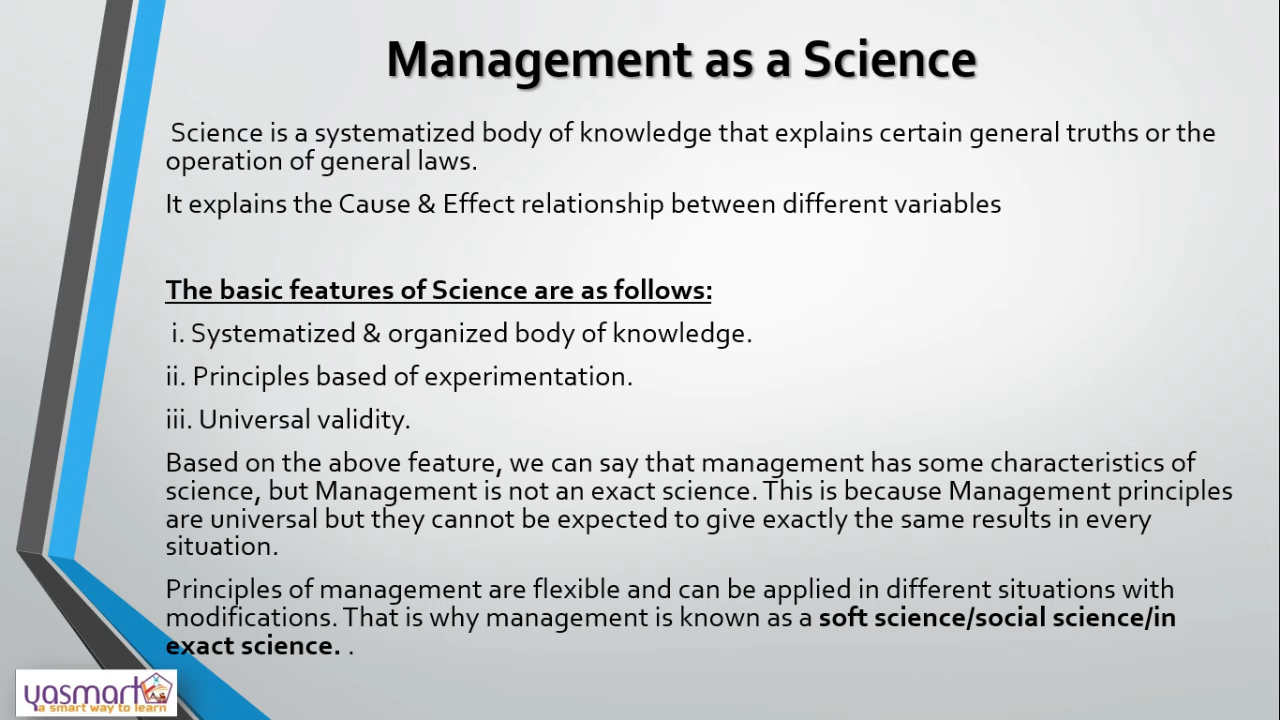 Management as a Science
Science is a systematized body of knowledge that explains certain general truths or the
operation of general laws.
It explains the Cause & Effect relationship between different variables
The basic features of Science are as follows:
i. Systematized & organized body of knowledge.
ii. Principles based of experimentation.
iii. Universal validity.
Based on the above feature, we can say that management has some characteristics of
science, but Management is not an exact science. This is because Management principles
are universal but they cannot be expected to give exactly the same results in every
situation.
Principles of management are flexible and can be applied in different situations with
modifications. That is why management is known as a soft science/social science/in
exact science. .
yasmart
a smart way to learn